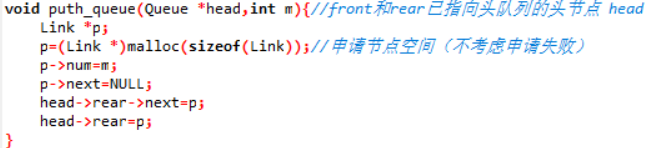 void puth_queue(Queue *head,int m){//front和rear已指向头队列的头节点 head
Link *p;
p=(Link *)malloc(sizeof(Link));//申请节点空间（不考虑申请失败）
p->num=m;
p->next=NULL;
head->rear->next=p;
head->rear=p;
}